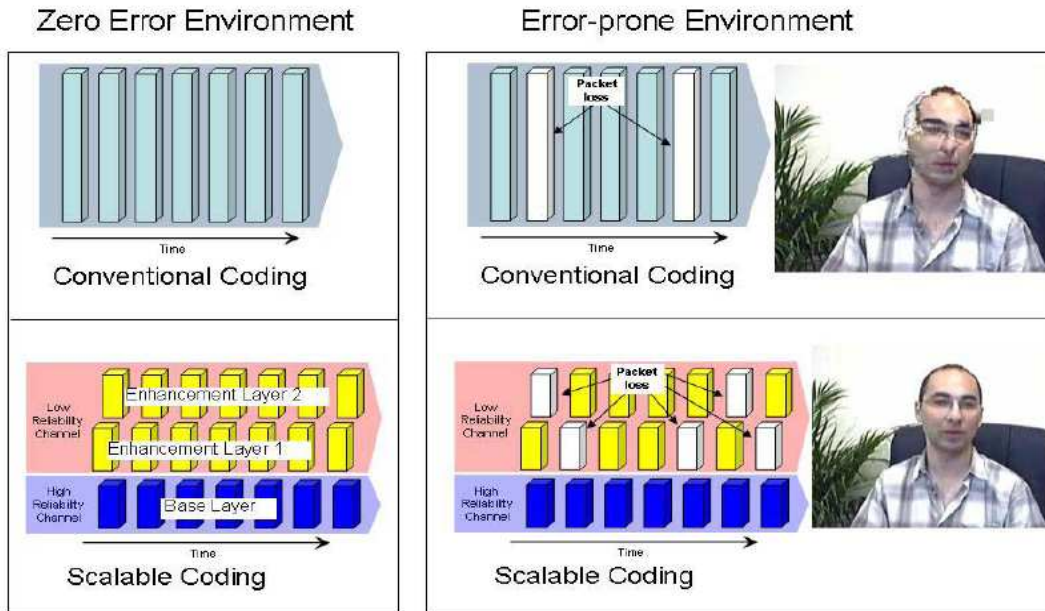 Zero Error Environment
Error-prone Environment
Time
Conventional Coding
Packet
loss
Time
Conventional Coding
Low
Reliability
Channel
Enhancement Layer 2
Enhancement Layer 1
High
Reliability
Channel
Base Layer
Time
Scalable Coding
Low
Reliability
Channel
Packet
loss
High
Reliability
Channel
Time
Scalable Coding